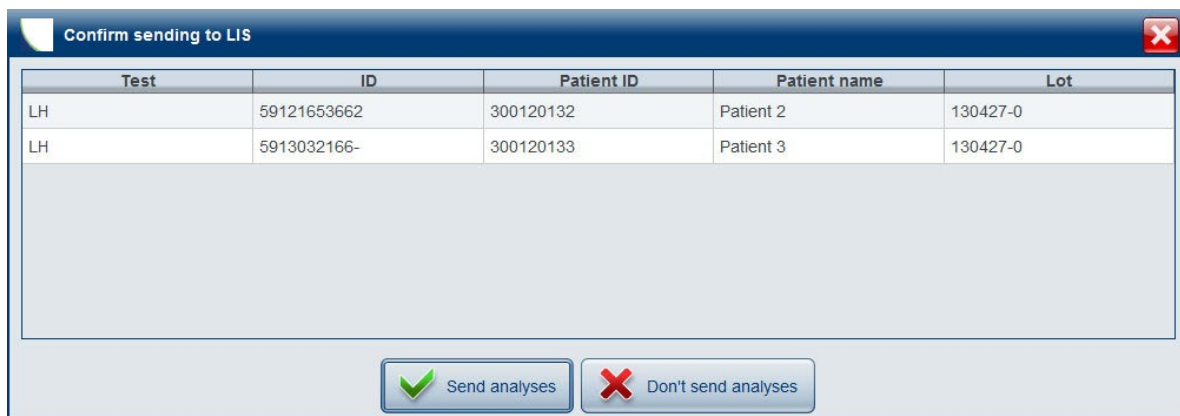 Confirm sending to LIS
Test ID Patient ID Patient name Lot
LH 59121653662 300120132 Patient 2 130427-0
LH 5913032166- 300120133 Patient 3 130427-0
Send analyses Don't send analyses